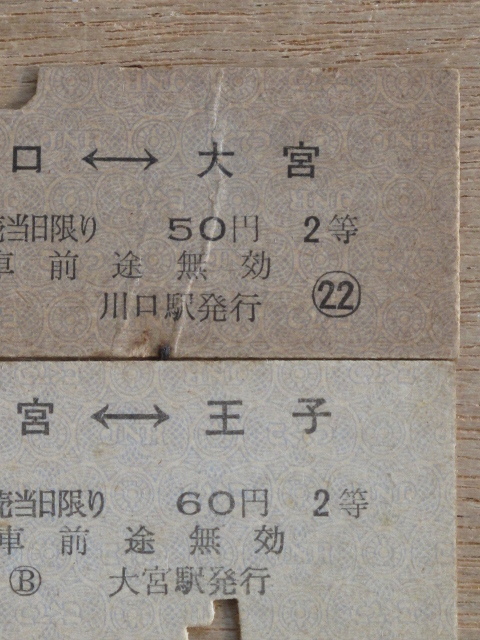 口 ←→ 大宮
売当日限り 50円 2等
車前途無効
川口駅発行 ㉒
宮 ←→ 王子
売当日限り 60円 2等
車前途無効
Ⓑ 大宮駅発行